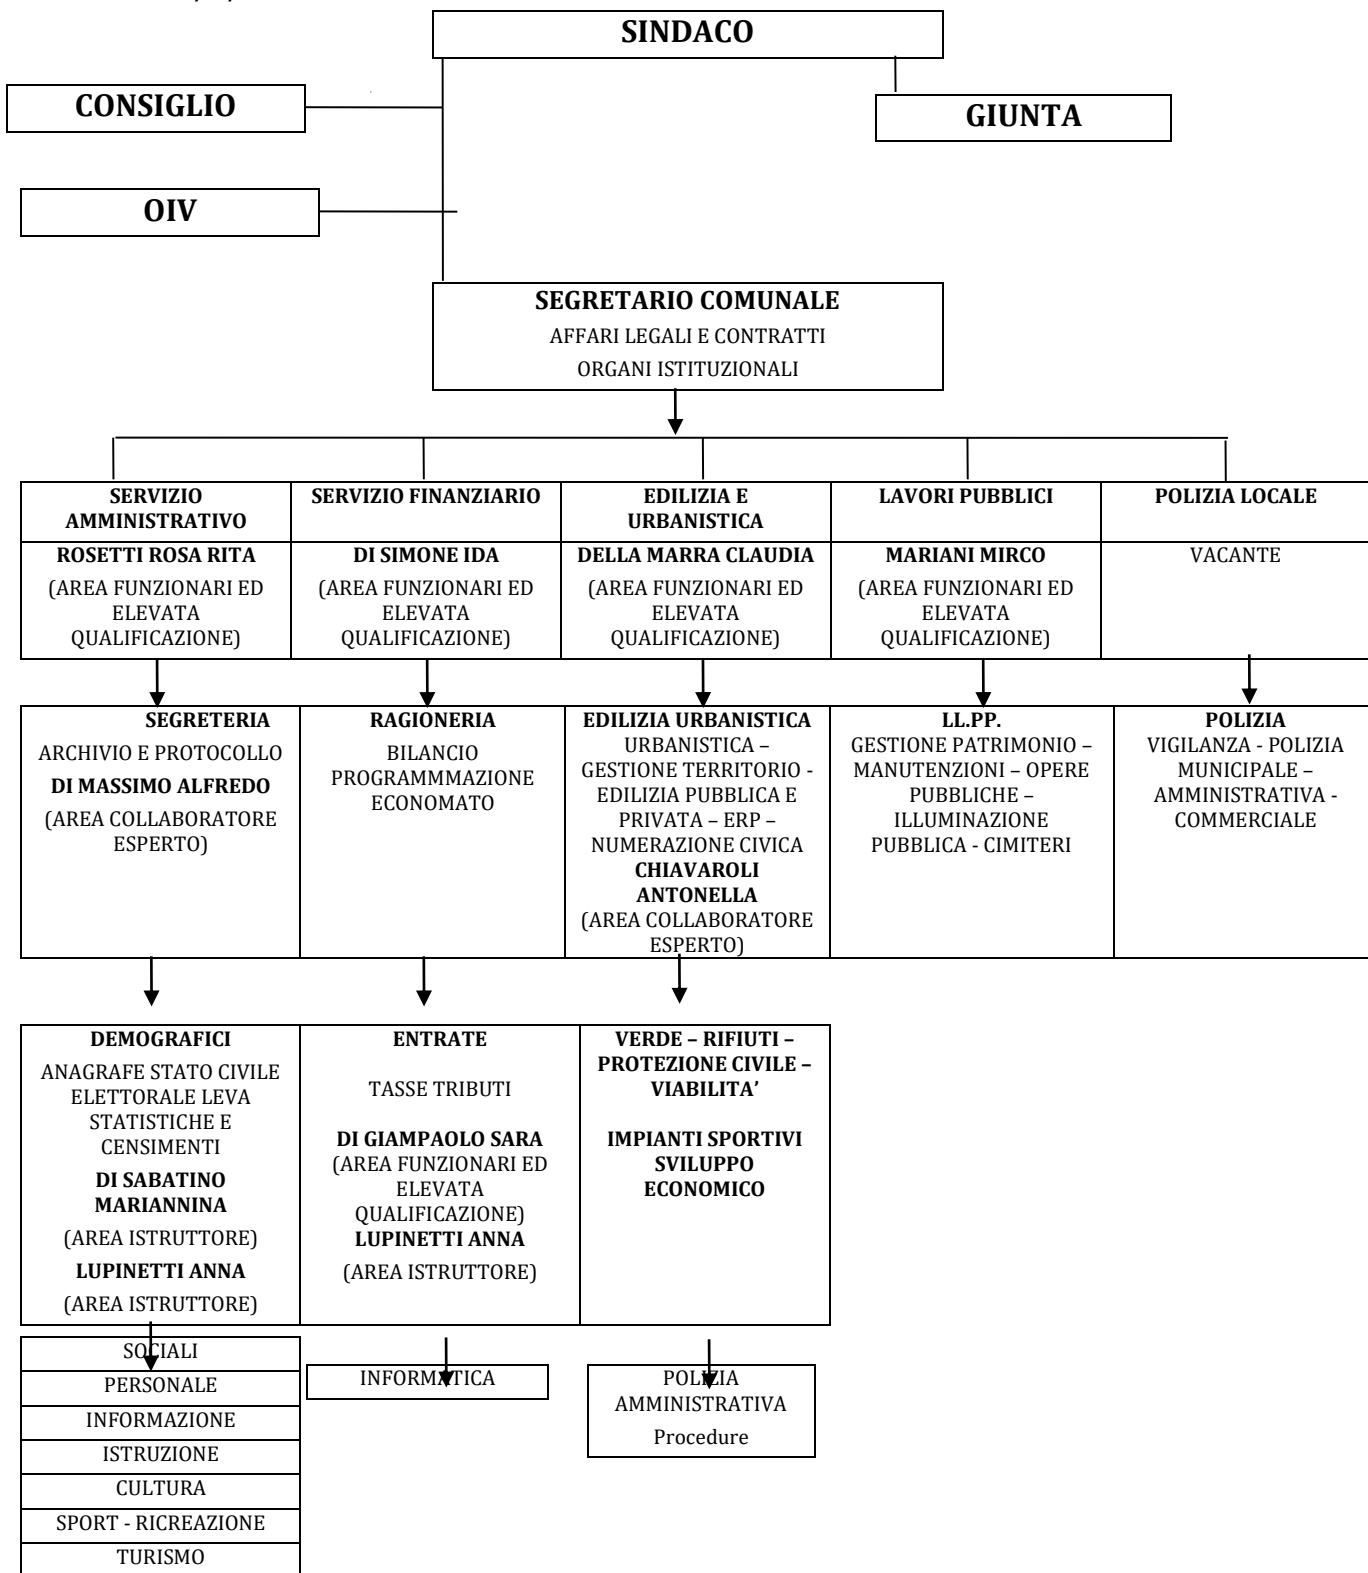 SINDACO
CONSIGLIO
GIUNTA
OIV
SEGRETARIO COMUNALE
AFFARI LEGALI E CONTRATTI
ORGANI ISTITUZIONALI
SERVIZIO
AMMINISTRATIVO
SERVIZIO FINANZIARIO
EDILIZIA E
URBANISTICA
LAVORI PUBBLICI
POLIZIA LOCALE
ROSETTI ROSA RITA
(AREA FUNZIONARI ED
ELEVATA
QUALIFICAZIONE)
DI SIMONE IDA
(AREA FUNZIONARI ED
ELEVATA
QUALIFICAZIONE)
DELLA MARRA CLAUDIA
(AREA FUNZIONARI ED
ELEVATA
QUALIFICAZIONE)
MARIANI MIRCO
(AREA FUNZIONARI ED
ELEVATA
QUALIFICAZIONE)
VACANTE
SEGRETERIA
ARCHIVIO E PROTOCOLLO
DI MASSIMO ALFREDO
(AREA COLLABORATORE
ESPERTO)
RAGIONERIA
BILANCIO
PROGRAMMMAZIONE
ECONOMATO
EDILIZIA URBANISTICA
URBANISTICA –
GESTIONE TERRITORIO -
EDILIZIA PUBBLICA E
PRIVATA – ERP –
NUMERAZIONE CIVICA
CHIAVAROLI
ANTONELLA
(AREA COLLABORATORE
ESPERTO)
LL.PP.
GESTIONE PATRIMONIO –
MANUTENZIONI – OPERE
PUBBLICHE –
ILLUMINAZIONE
PUBBLICA - CIMITERI
POLIZIA
VIGILANZA - POLIZIA
MUNICIPALE –
AMMINISTRATIVA -
COMMERCIALE
DEMOGRAFICI
ANAGRAFE STATO CIVILE
ELETTORALE LEVA
STATISTICHE E
CENSIMENTI
DI SABATINO
MARIANNINA
(AREA ISTRUTTORE)
LUPINETTI ANNA
(AREA ISTRUTTORE)
ENTRATE
TASSE TRIBUTI
DI GIAMPAOLO SARA
(AREA FUNZIONARI ED
ELEVATA
QUALIFICAZIONE)
LUPINETTI ANNA
(AREA ISTRUTTORE)
VERDE – RIFIUTI –
PROTEZIONE CIVILE –
VIABILITA’
IMPIANTI SPORTIVI
SVILUPPO
ECONOMICO
SOCIALI
PERSONALE
INFORMAZIONE
ISTRUZIONE
CULTURA
SPORT - RICREAZIONE
TURISMO
INFORMATICA
POLIZIA
AMMINISTRATIVA
Procedure